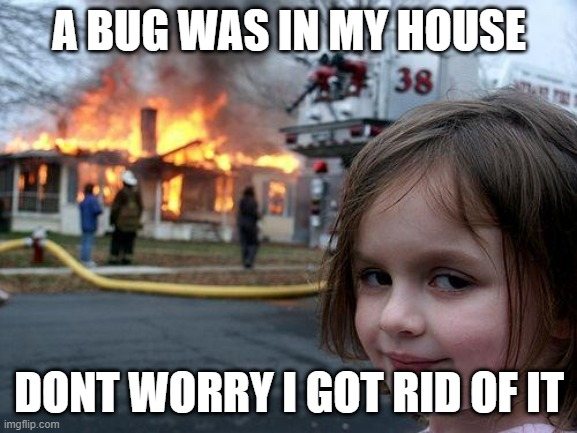 A BUG WAS IN MY HOUSE
38
DONT WORRY I GOT RID OF IT
imgflip.com